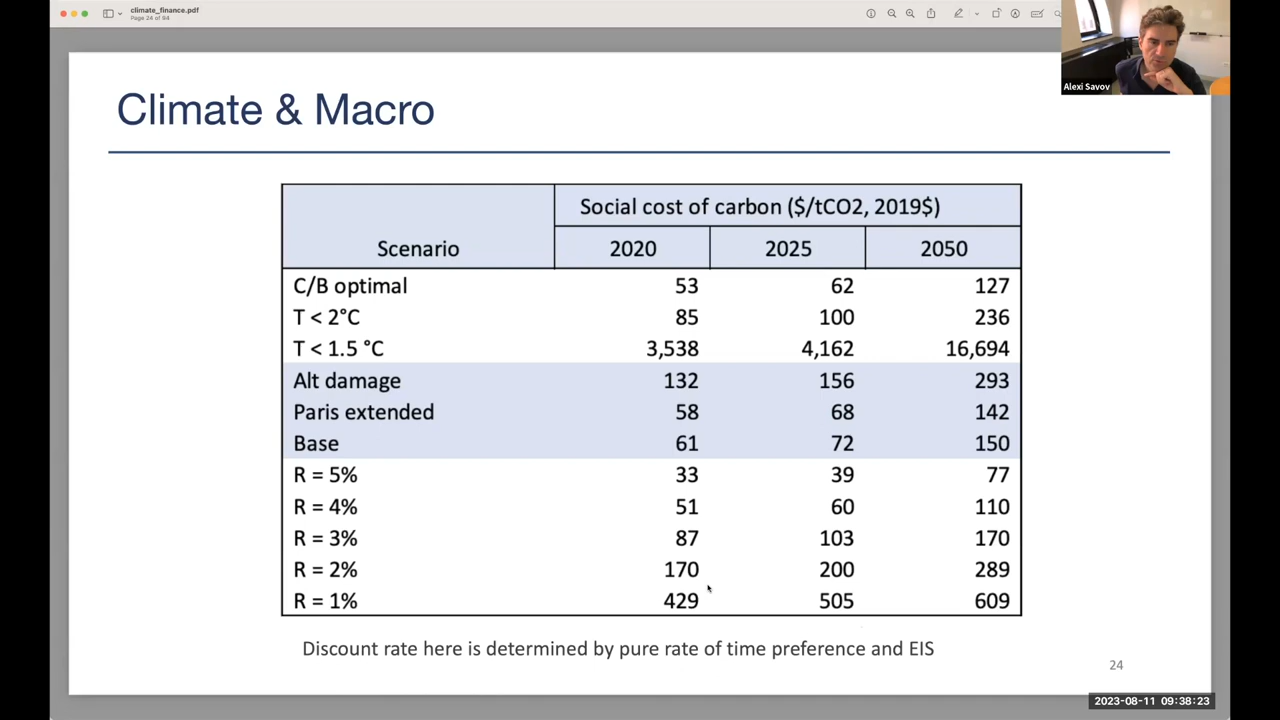 climate_finance.pdf
Page 24 of 94
Alexi Savov
Climate & Macro
Social cost of carbon ($/tCO2, 2019$)
Scenario 2020 2025 2050
C/B optimal 53 62 127
T < 2°C 85 100 236
T < 1.5 °C 3,538 4,162 16,694
Alt damage 132 156 293
Paris extended 58 68 142
Base 61 72 150
R = 5% 33 39 77
R = 4% 51 60 110
R = 3% 87 103 170
R = 2% 170 200 289
R = 1% 429 505 609
Discount rate here is determined by pure rate of time preference and EIS
24
2023-08-11 09:38:23